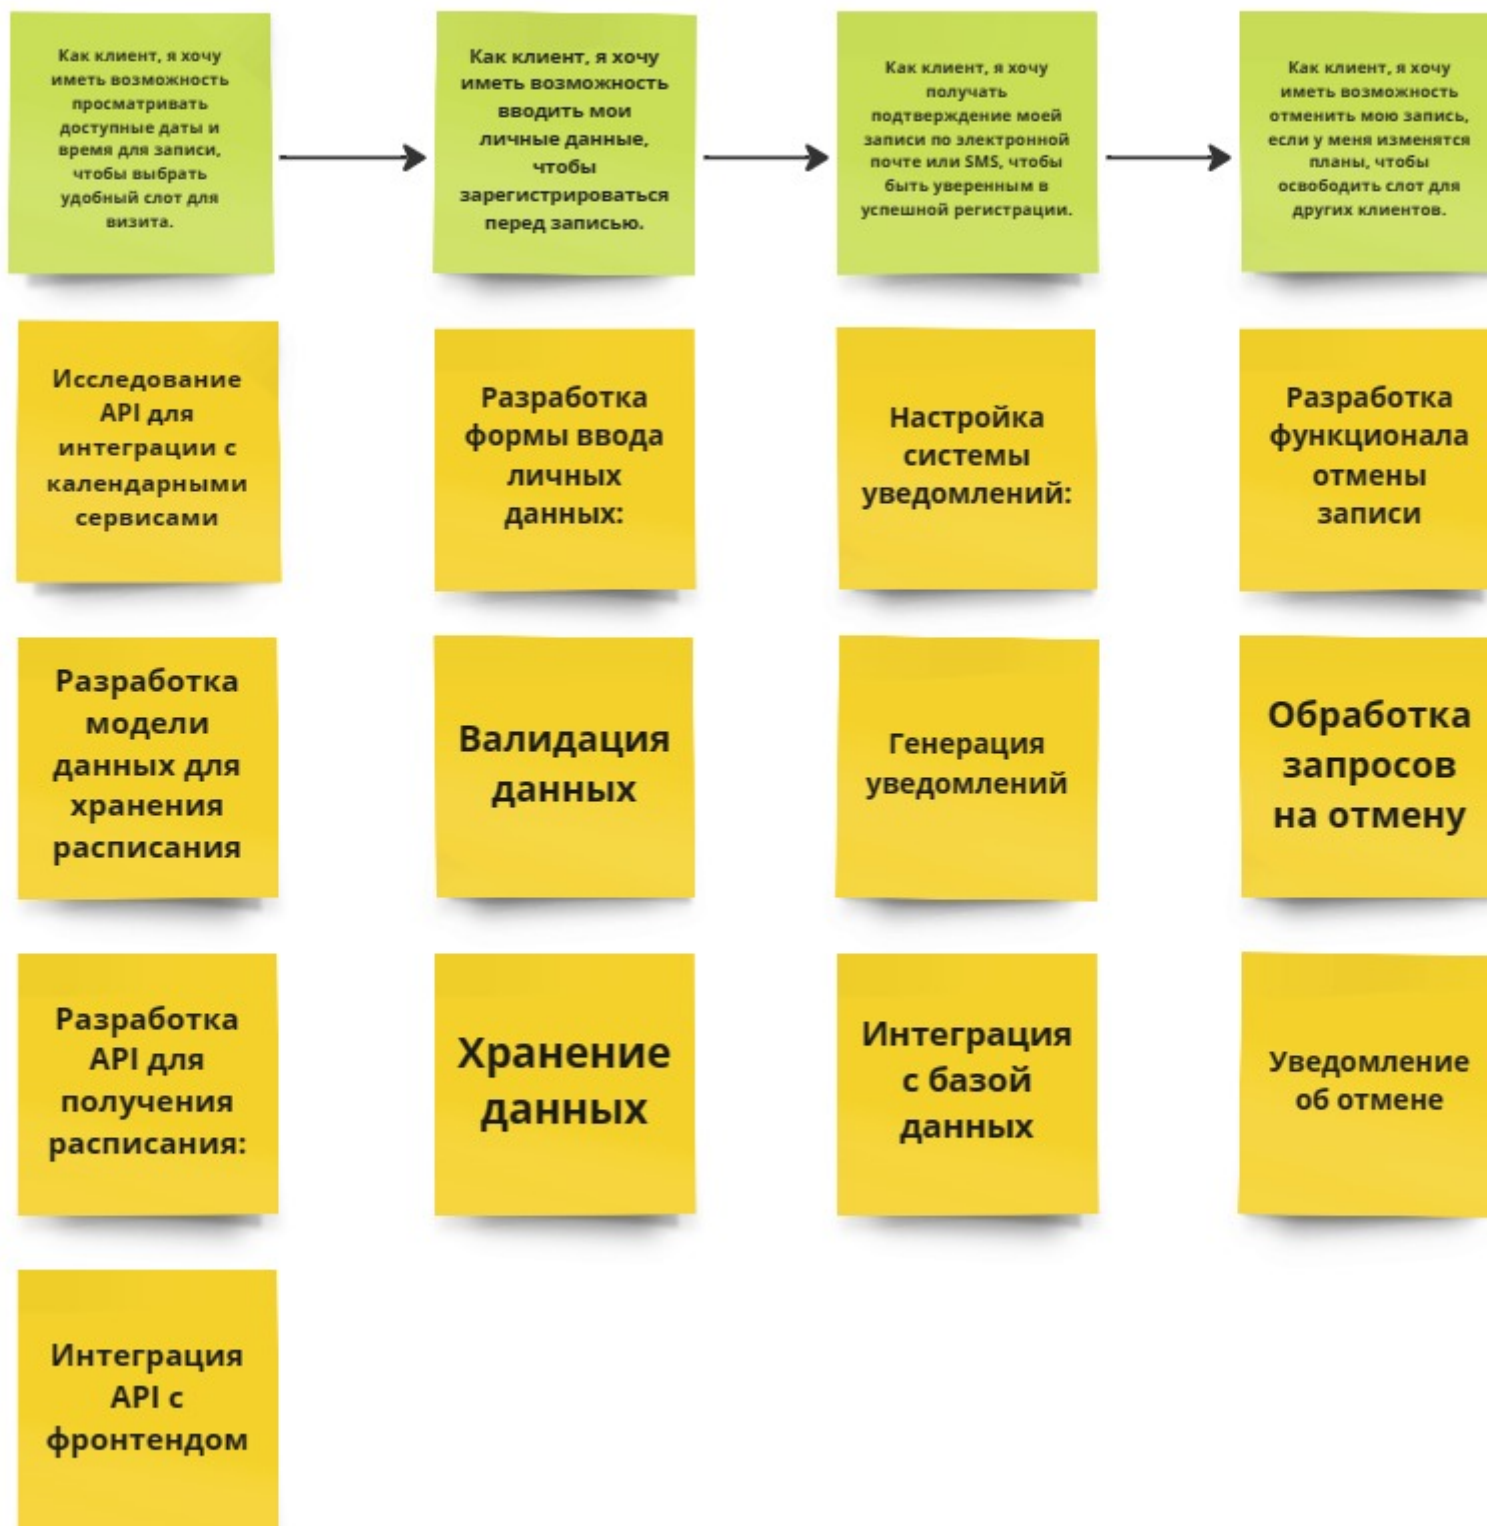 Как клиент, я хочу
иметь возможность
просматривать
доступные даты и
время для записи,
чтобы выбрать
удобный слот для
визита.
Как клиент, я хочу
иметь возможность
вводить мои
личные данные,
чтобы
зарегистрироваться
перед записью.
Как клиент, я хочу
получать
подтверждение моей
записи по электронной
почте или SMS, чтобы
быть уверенным в
успешной регистрации.
Как клиент, я хочу
иметь возможность
отменить мою запись,
если у меня изменятся
планы, чтобы
освободить слот для
других клиентов.
Исследование
API для
интеграции с
календарными
сервисами
Разработка
формы ввода
личных
данных:
Настройка
системы
уведомлений:
Разработка
функционала
отмены
записи
Разработка
модели
данных для
хранения
расписания
Валидация
данных
Генерация
уведомлений
Обработка
запросов
на отмену
Разработка
API для
получения
расписания:
Хранение
данных
Интеграция
с базой
данных
Уведомление
об отмене
Интеграция
API с
фронтендом